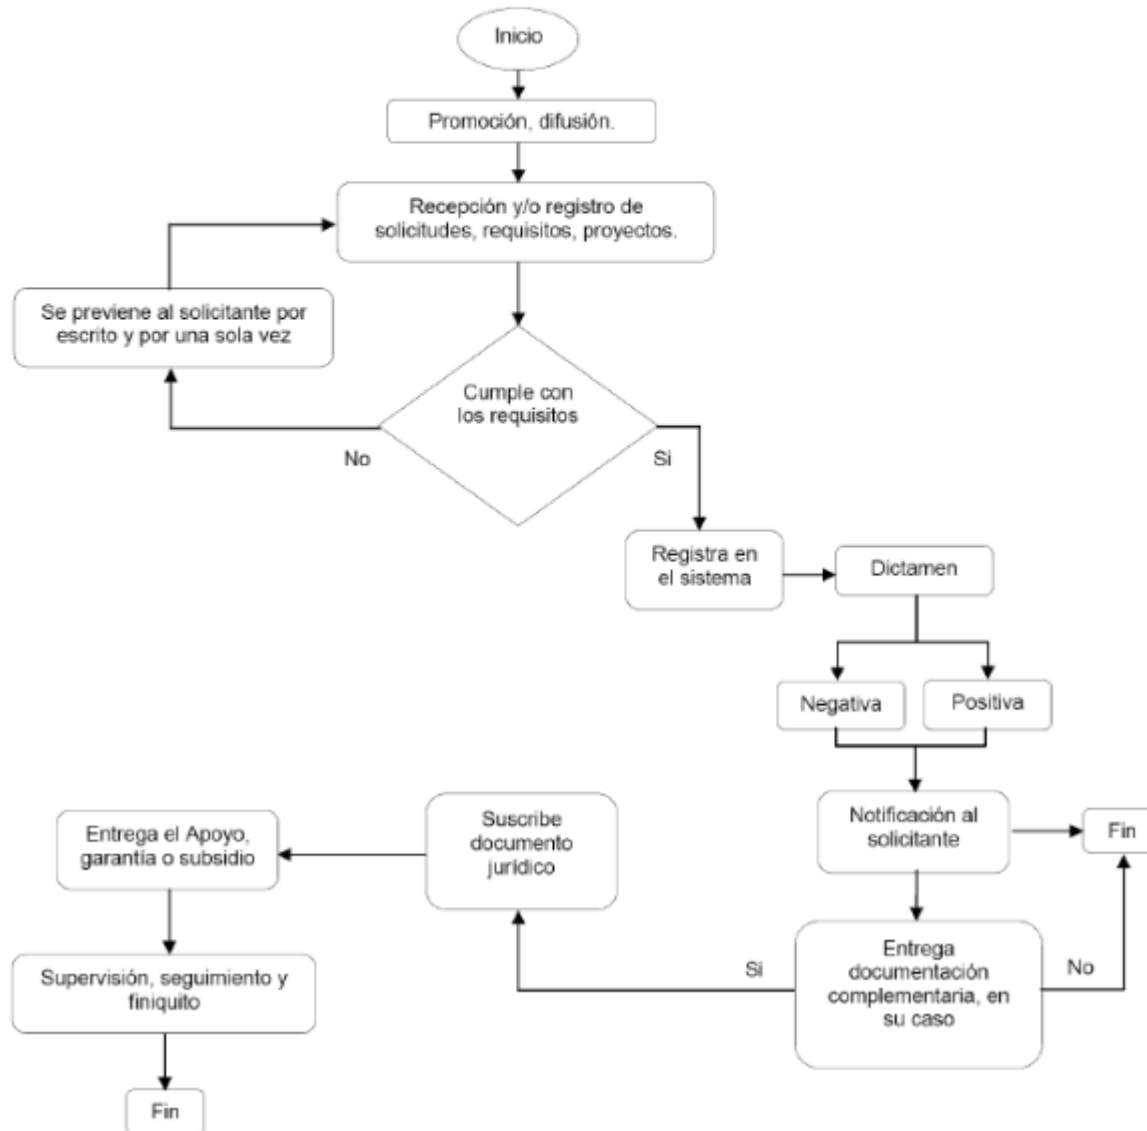 Inicio
Promoción, difusión.
Recepción y/o registro de
solicitudes, requisitos, proyectos.
Se previene al solicitante por
escrito y por una sola vez
Cumple con
los requisitos
No
Si
Registra en
el sistema
Dictamen
Negativa
Positiva
Notificación al
solicitante
Fin
Suscribe
documento
jurídico
Entrega el Apoyo,
garantía o subsidio
Entrega
documentación
complementaria, en
su caso
Si
No
Supervisión, seguimiento y
finiquito
Fin